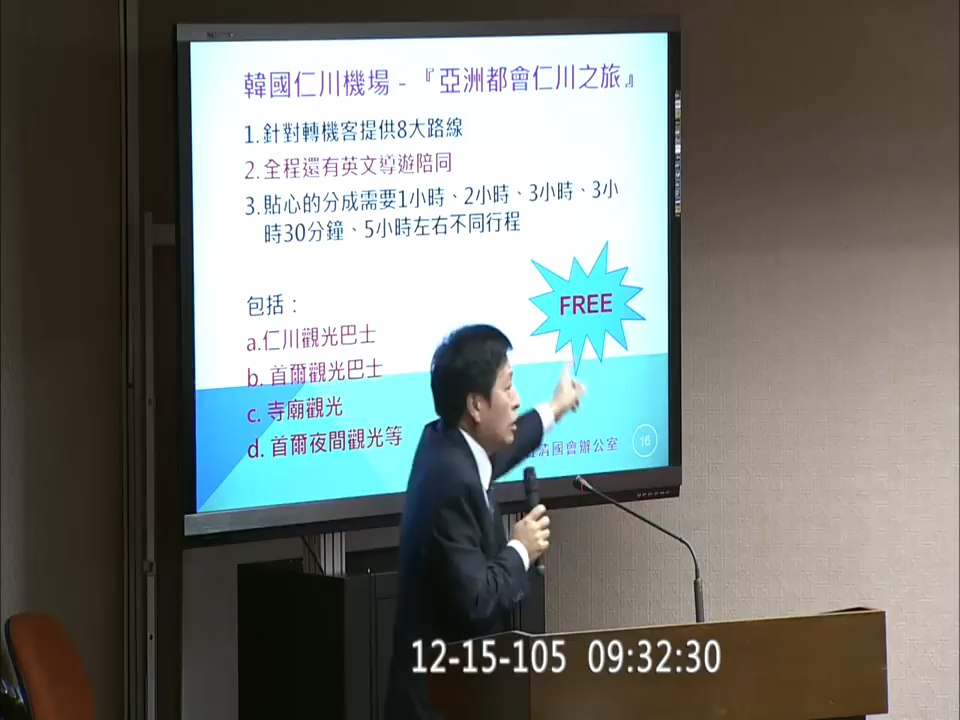 韓國仁川機場 - 『亞洲都會仁川之旅』
1.針對轉機客提供8大路線
2.全程還有英文導遊陪同
3.貼心的分成需要1小時、2小時、3小時、3小
時30分鐘、5小時左右不同行程
FREE
包括：
a.仁川觀光巴士
b. 首爾觀光巴士
c. 寺廟觀光
d. 首爾夜間觀光等
國會辦公室
16
12-15-105 09:32:30